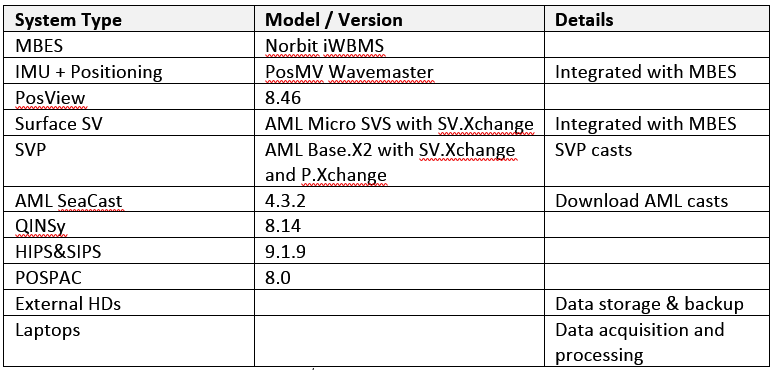 System Type Model / Version Details
MBES Norbit iWBMS
IMU + Positioning PosMV Wavemaster Integrated with MBES
PosView 8.46
Surface SV AML Micro SVS with SV.Xchange Integrated with MBES
SVP AML Base.X2 with SV.Xchange SVP casts
and P.Xchange
AML SeaCast 4.3.2 Download AML casts
QINSy 8.14
HIPS&SIPS 9.1.9
POSPAC 8.0
External HDs Data storage & backup
Laptops Data acquisition and
processing